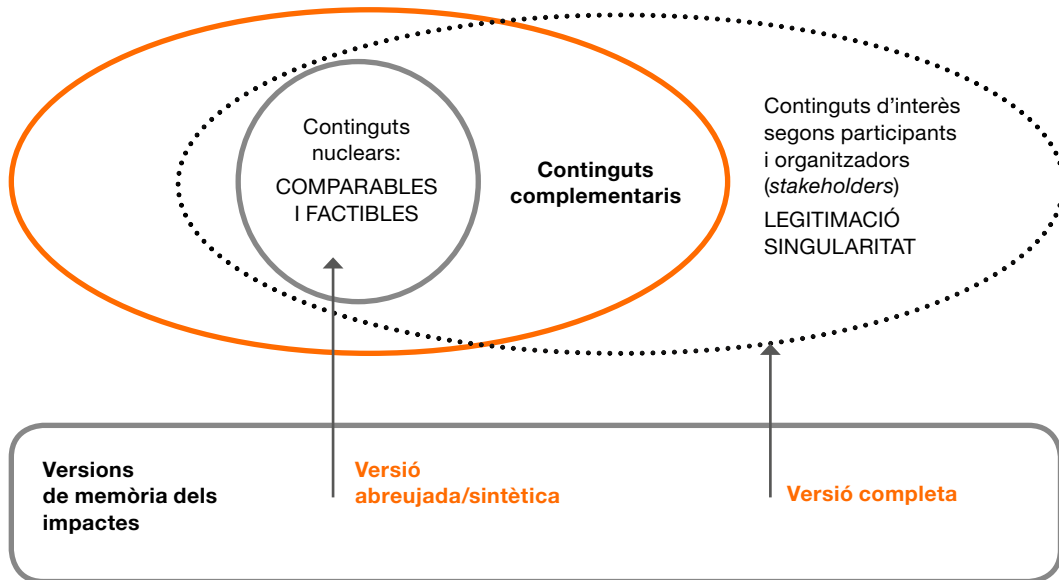 Continguts
nuclears:
COMPARABLES
I FACTIBLES
Continguts
complementaris
Continguts d’interès
segons participants
i organitzadors
(stakeholders)
LEGITIMACIÓ
SINGULARITAT
Versions
de memòria dels
impactes
Versió
abreujada/sintètica
Versió completa